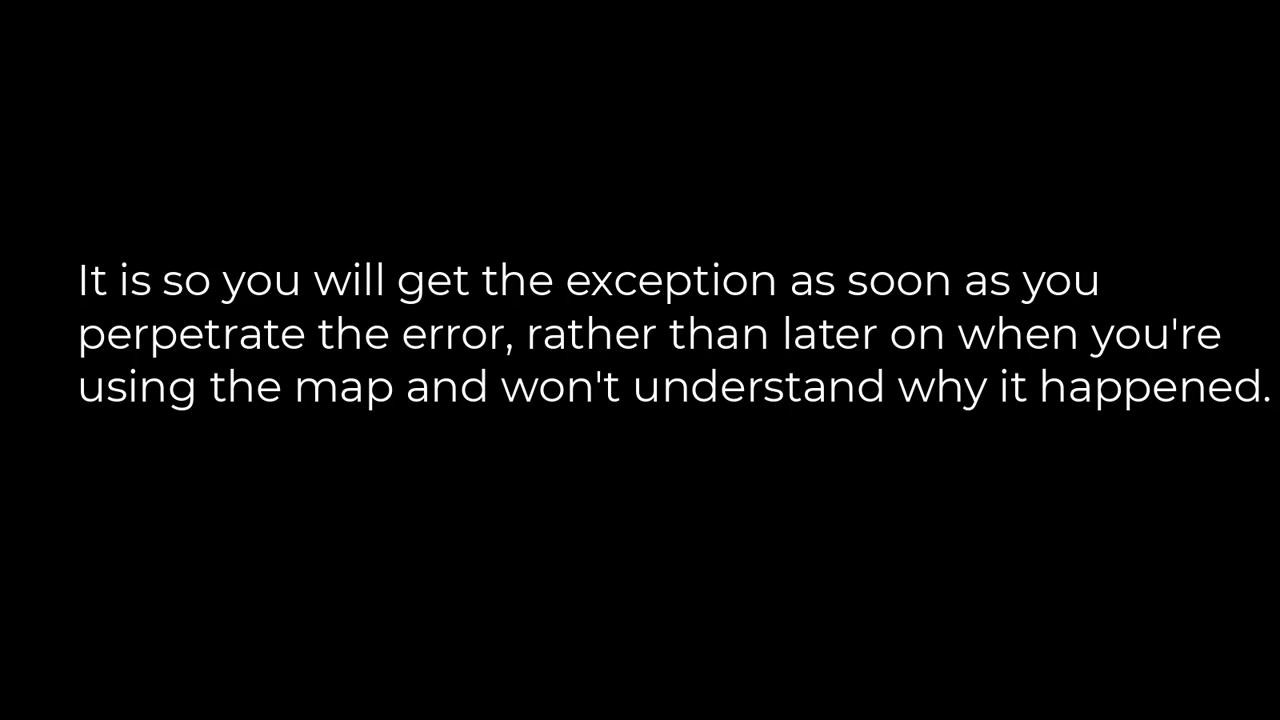 It is so you will get the exception as soon as you
perpetrate the error, rather than later on when you're
using the map and won't understand why it happened.